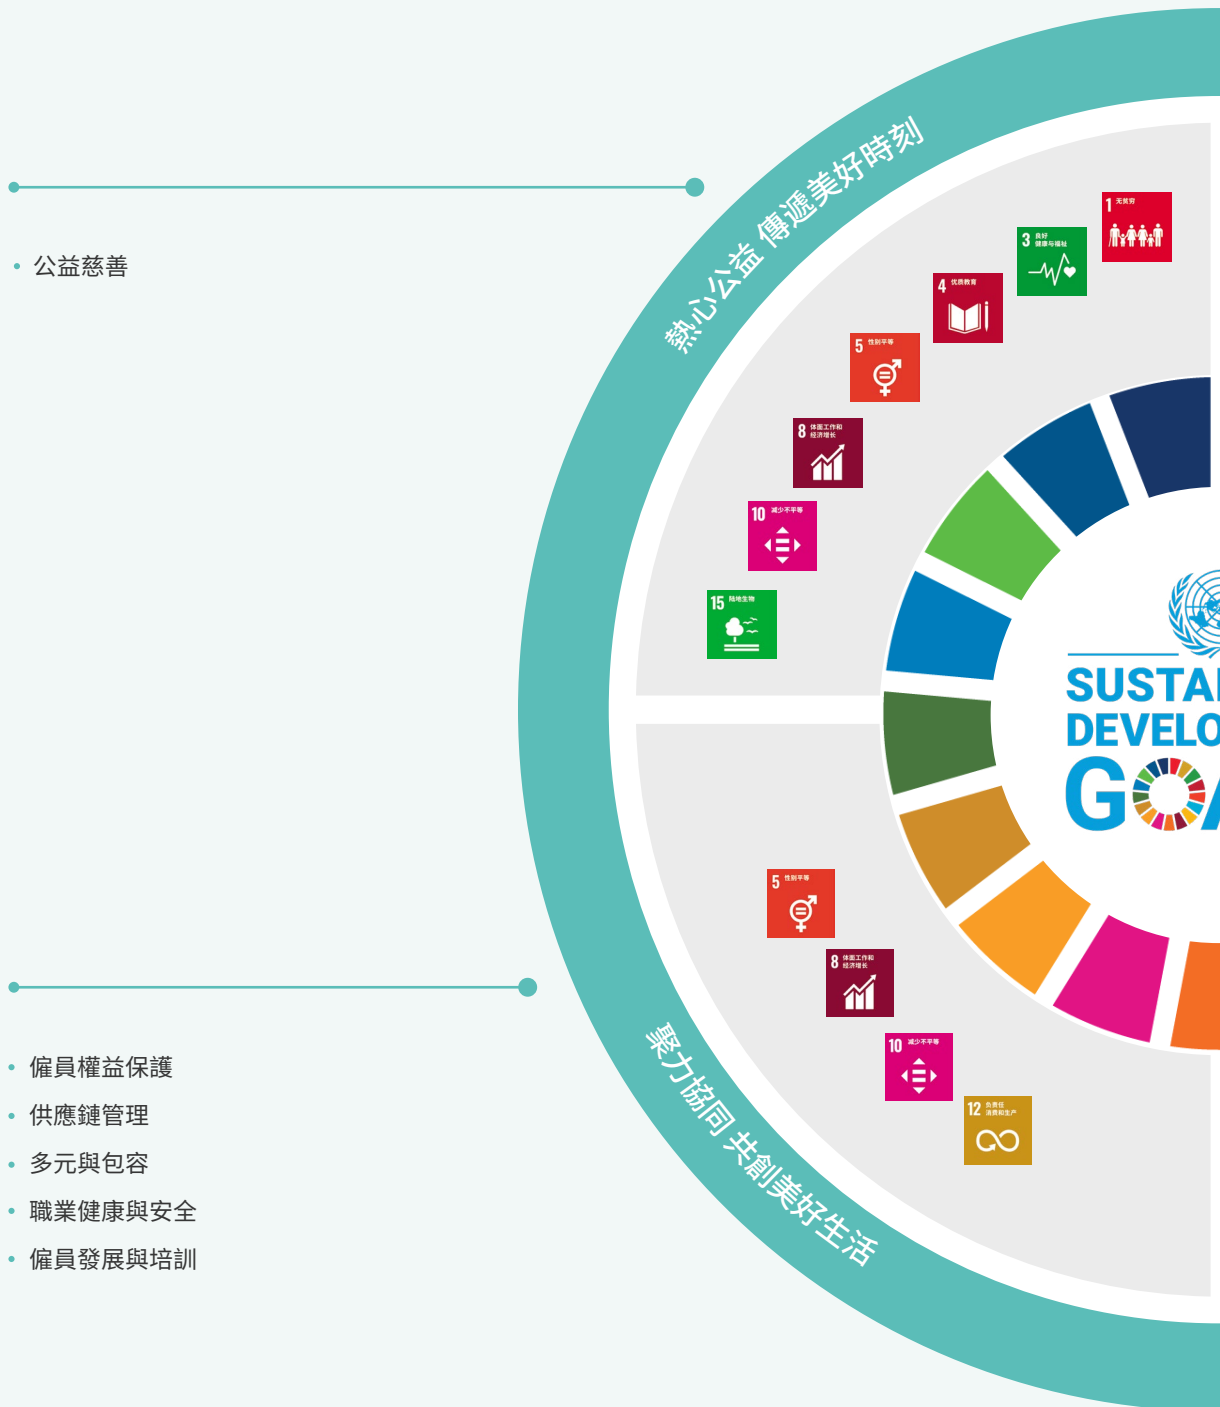 熱心公益 傳遞美好時刻
公益慈善
1 无贫穷
3 良好
健康与福祉
4 优质教育
5 性别平等
8 体面工作和
经济增长
10 减少不平等
15 陆地生物
SUSTAI
DEVELO
GOA
5 性别平等
8 体面工作和
经济增长
10 减少不平等
12 负责任
消费和生产
聚力協同 共創美好生活
僱員權益保護
供應鏈管理
多元與包容
職業健康與安全
僱員發展與培訓